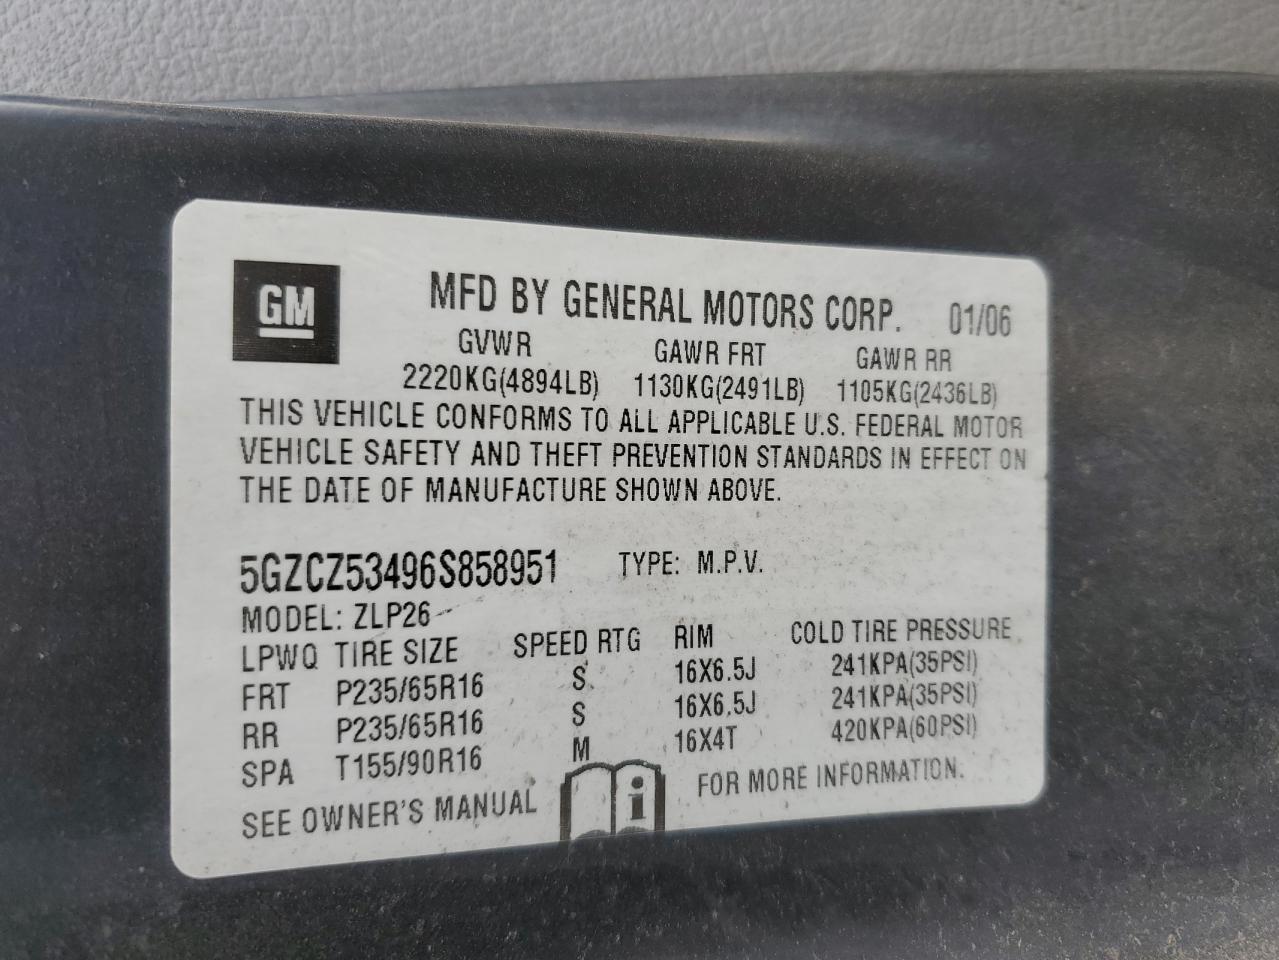 GM
MFD BY GENERAL MOTORS CORP. 01/06
GVWR GAWR FRT GAWR RR
2220KG(4894LB) 1130KG(2491LB) 1105KG(2436LB)
THIS VEHICLE CONFORMS TO ALL APPLICABLE U.S. FEDERAL MOTOR
VEHICLE SAFETY AND THEFT PREVENTION STANDARDS IN EFFECT ON
THE DATE OF MANUFACTURE SHOWN ABOVE.
5GZCZ53496S858951 TYPE: M.P.V.
MODEL: ZLP26
LPWQ TIRE SIZE SPEED RTG RIM COLD TIRE PRESSURE
FRT P235/65R16 S 16X6.5J 241KPA(35PSI)
RR P235/65R16 S 16X6.5J 241KPA(35PSI)
SPA T155/90R16 M 16X4T 420KPA(60PSI)
SEE OWNER'S MANUAL i FOR MORE INFORMATION.